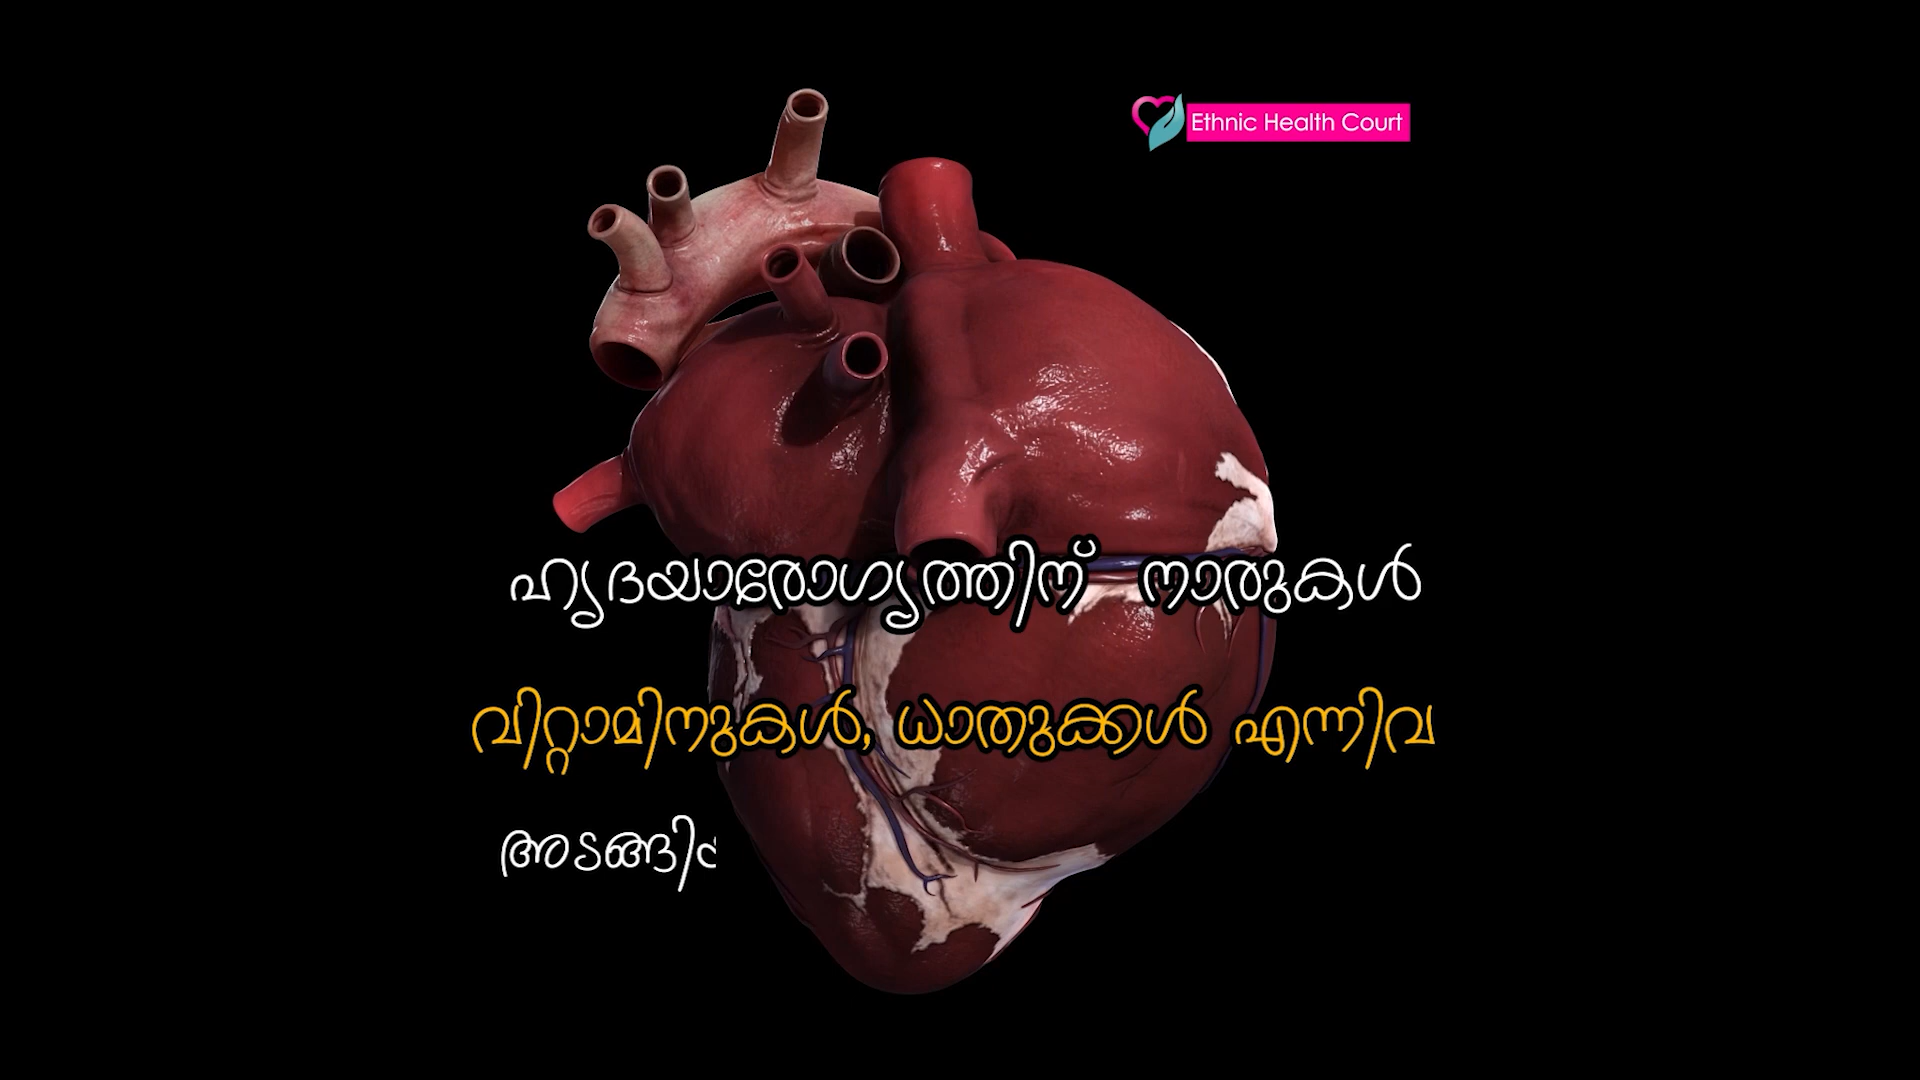 Ethnic Health Court
ഹൃദയാരോഗ്യത്തിന് നാരുകൾ
വിറ്റാമിനുകൾ, ധാതുക്കൾ എന്നിവ